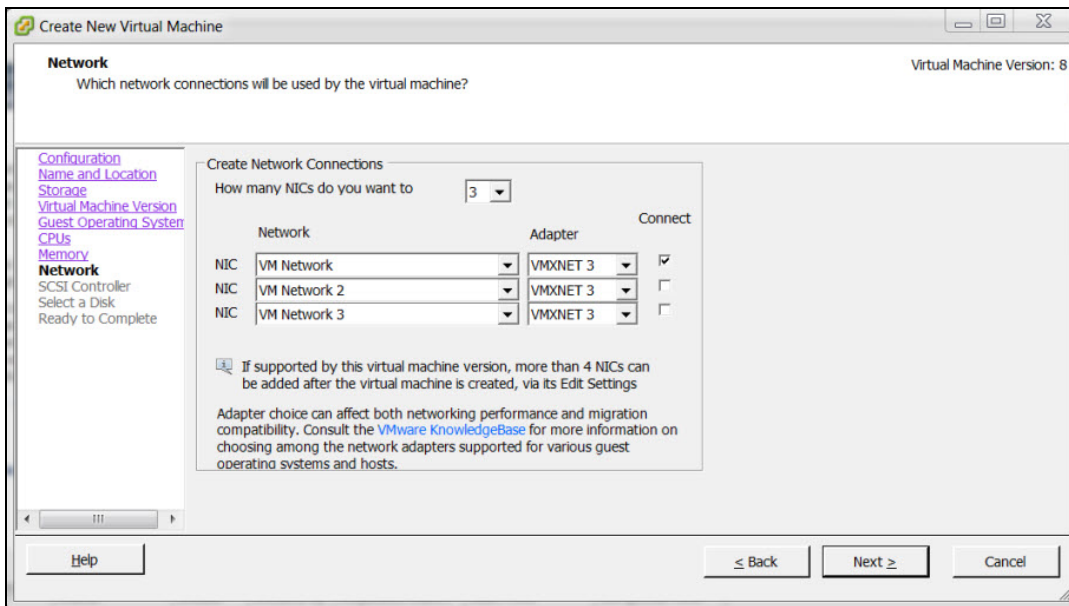 Create New Virtual Machine
Network
Which network connections will be used by the virtual machine?
Virtual Machine Version: 8
Configuration
Name and Location
Storage
Virtual Machine Version
Guest Operating System
CPUs
Memory
Network
SCSI Controller
Select a Disk
Ready to Complete
Create Network Connections
How many NICs do you want to
3
Network
Adapter
Connect
NIC VM Network VMXNET 3
NIC VM Network 2 VMXNET 3
NIC VM Network 3 VMXNET 3
If supported by this virtual machine version, more than 4 NICs can
be added after the virtual machine is created, via its Edit Settings
Adapter choice can affect both networking performance and migration
compatibility. Consult the VMware KnowledgeBase for more information on
choosing among the network adapters supported for various guest
operating systems and hosts.
Help
< Back
Next >
Cancel